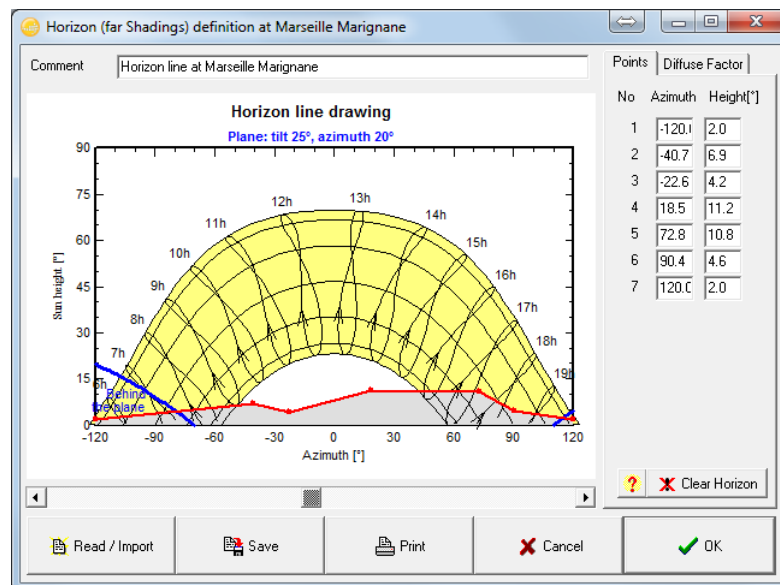 Horizon (far Shadings) definition at Marseille Marignane
Comment Horizon line at Marseille Marignane
Horizon line drawing
Plane: tilt 25°, azimuth 20°
Sun height [°]
90
75
60
45
30
15
0
6h
7h
8h
9h
10h
11h
12h
13h
14h
15h
16h
17h
18h
19h
Behind
the plane
-120 -90 -60 -30 0 30 60 90 120
Azimuth [°]
Points Diffuse Factor
No Azimuth Height[°]
1 -120.0 2.0
2 -40.7 6.9
3 -22.6 4.2
4 18.5 11.2
5 72.8 10.8
6 90.4 4.6
7 120.0 2.0
? Clear Horizon
Read / Import Save Print Cancel OK